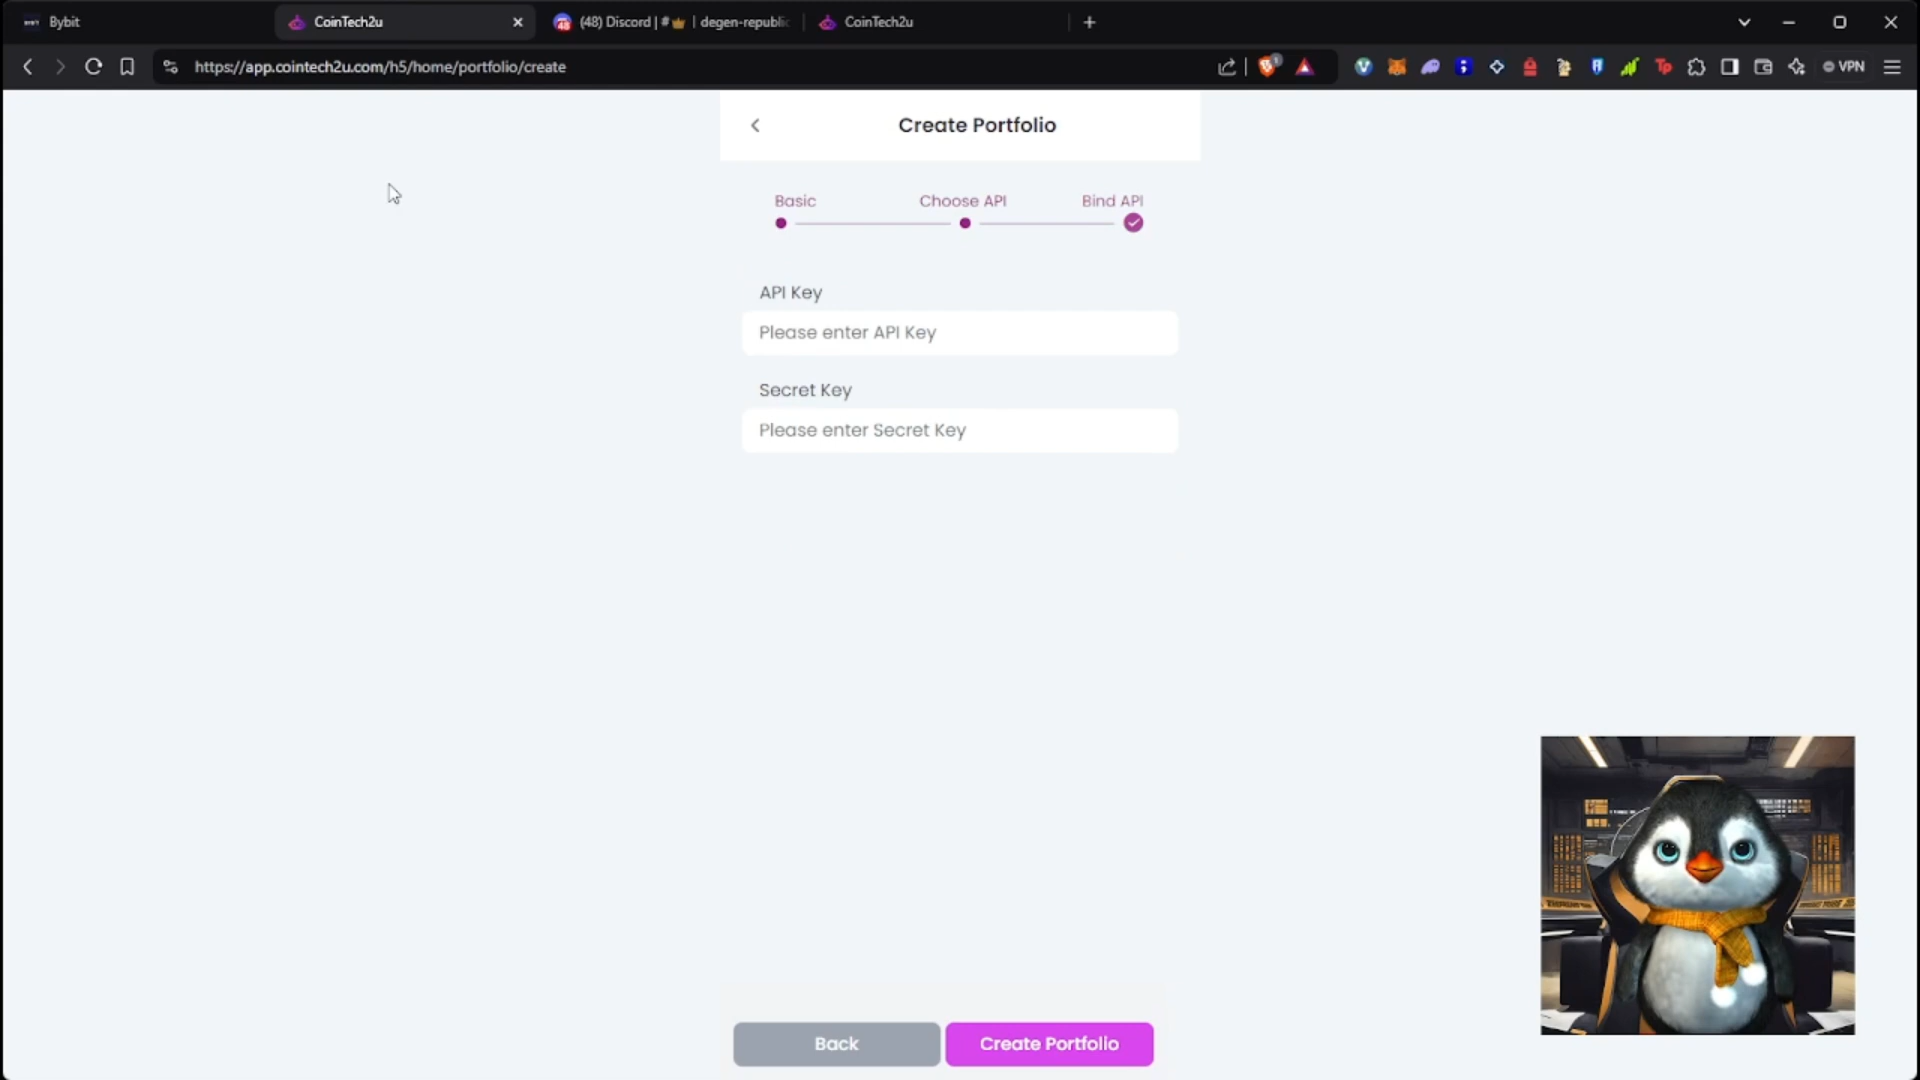 Bybit
CoinTech2u
(48) Discord | #👑 | degen-republic
CoinTech2u
https://app.cointech2u.com/h5/home/portfolio/create
VPN
Create Portfolio
Basic
Choose API
Bind API
API Key
Please enter API Key
Secret Key
Please enter Secret Key
Back
Create Portfolio